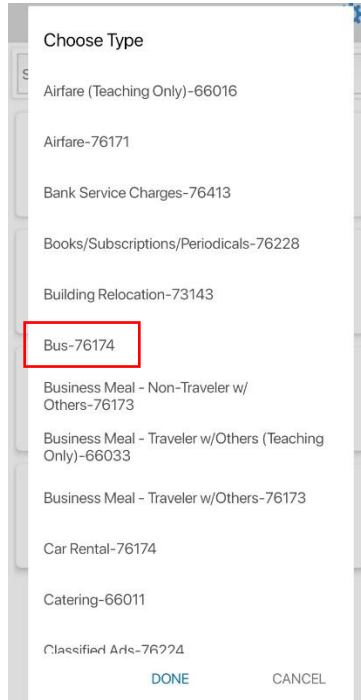 Choose Type
S
Airfare (Teaching Only)-66016
Airfare-76171
Bank Service Charges-76413
Books/Subscriptions/Periodicals-76228
Building Relocation-73143
Bus-76174
Business Meal - Non-Traveler w/
Others-76173
Business Meal - Traveler w/Others (Teaching
Only)-66033
Business Meal - Traveler w/Others-76173
Car Rental-76174
Catering-66011
Classified Ads-76224
DONE CANCEL